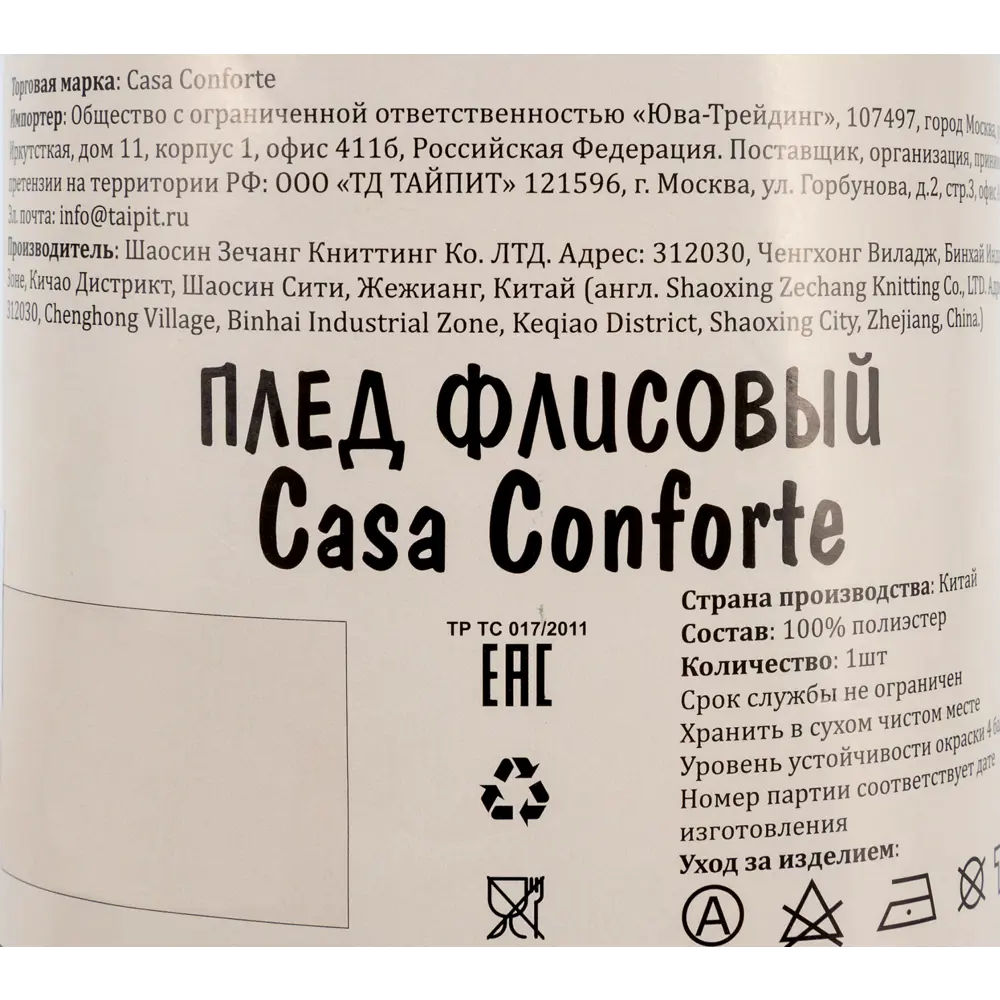 Торговая марка: Casa Conforte
Импортер: Общество с ограниченной ответственностью «Юва-Трейдинг», 107497, город Москва,
Иркутсткая, дом 11, корпус 1, офис 411б, Российская Федерация. Поставщик, организация,
претензии на территории РФ: ООО «ТД ТАЙПИТ» 121596, г. Москва, ул. Горбунова, д.2, стр.3,
Эл. почта: info@taipit.ru
Производитель: Шаосин Зечанг Книттинг Ко. ЛТД. Адрес: 312030, Ченгхонг Виладж, Бинхай
Зоне, Кичао Дистрикт, Шаосин Сити, Жежианг, Китай (англ. Shaoxing Zechang Knitting Co., LTD.
312030, Chenghong Village, Binhai Industrial Zone, Keqiao District, Shaoxing City, Zhejiang, China.)
ПЛЕД ФЛИСОВЫЙ
Casa Conforte
ТР ТС 017/2011
EAC
Страна производства: Китай
Состав: 100% полиэстер
Количество: 1шт
Срок службы не ограничен
Хранить в сухом чистом месте
Уровень устойчивости окраски 4
Номер партии соответствует дате
изготовления
Уход за изделием:
A